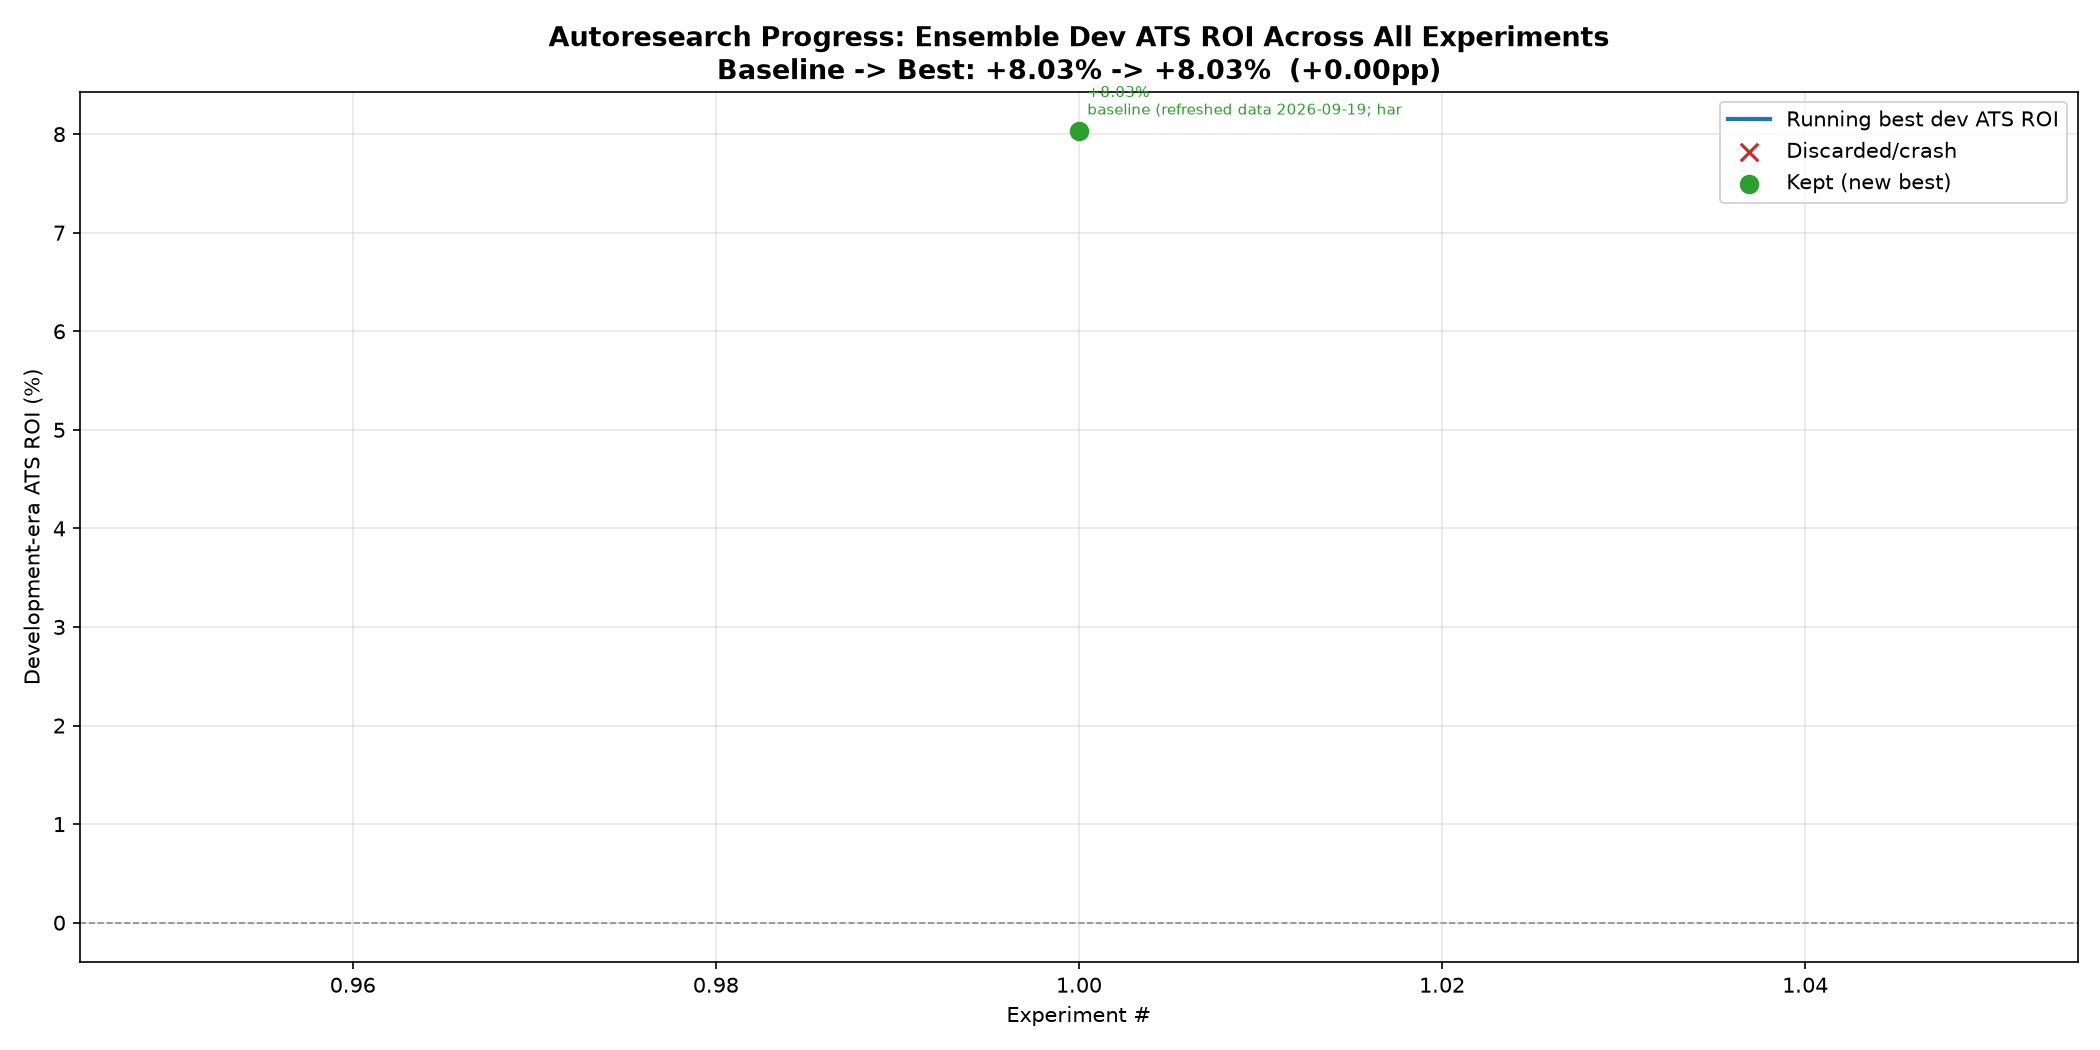 Autoresearch Progress: Ensemble Dev ATS ROI Across All Experiments
Baseline -> Best: +8.03% -> +8.03%  (+0.00pp)
+8.03%
baseline (refreshed data 2026-09-19; har
Running best dev ATS ROI
Discarded/crash
Kept (new best)
Development-era ATS ROI (%)
8
7
6
5
4
3
2
1
0
0.96
0.98
1.00
1.02
1.04
Experiment #